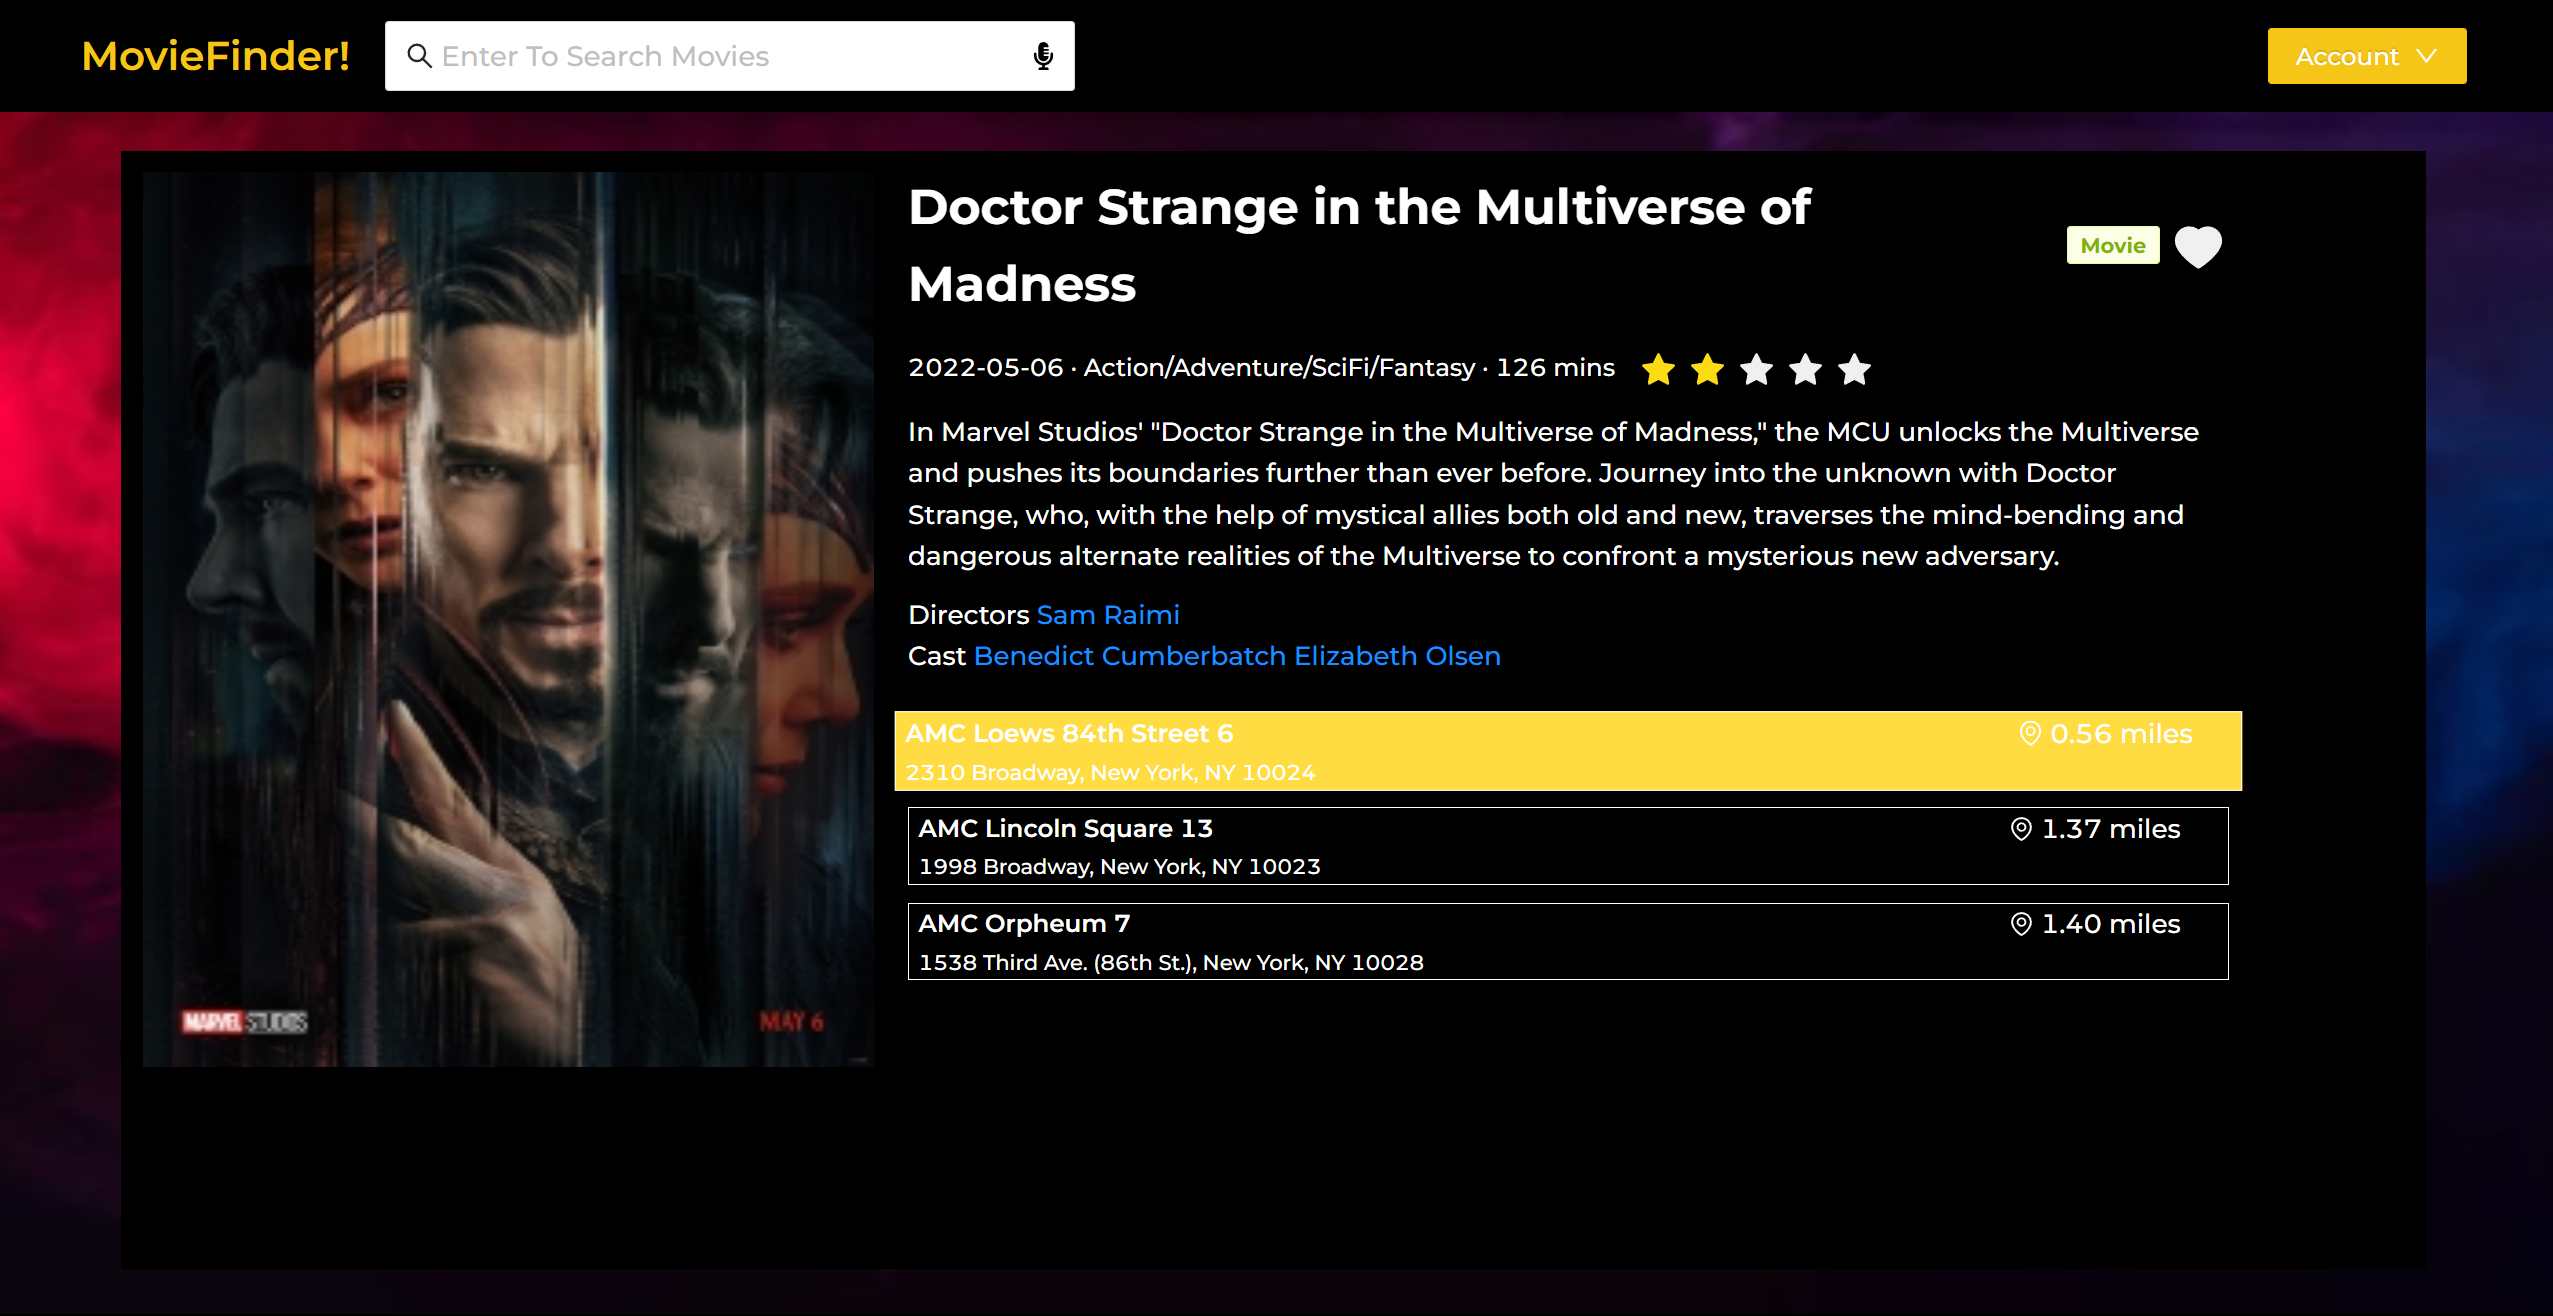 MovieFinder!
Enter To Search Movies
Account
Doctor Strange in the Multiverse of
Madness
Movie
2022-05-06 · Action/Adventure/SciFi/Fantasy · 126 mins
In Marvel Studios' "Doctor Strange in the Multiverse of Madness," the MCU unlocks the Multiverse
and pushes its boundaries further than ever before. Journey into the unknown with Doctor
Strange, who, with the help of mystical allies both old and new, traverses the mind-bending and
dangerous alternate realities of the Multiverse to confront a mysterious new adversary.
Directors Sam Raimi
Cast Benedict Cumberbatch Elizabeth Olsen
AMC Loews 84th Street 6
0.56 miles
2310 Broadway, New York, NY 10024
AMC Lincoln Square 13
1.37 miles
1998 Broadway, New York, NY 10023
AMC Orpheum 7
1.40 miles
1538 Third Ave. (86th St.), New York, NY 10028
MARVEL STUDIOS
MAY 6